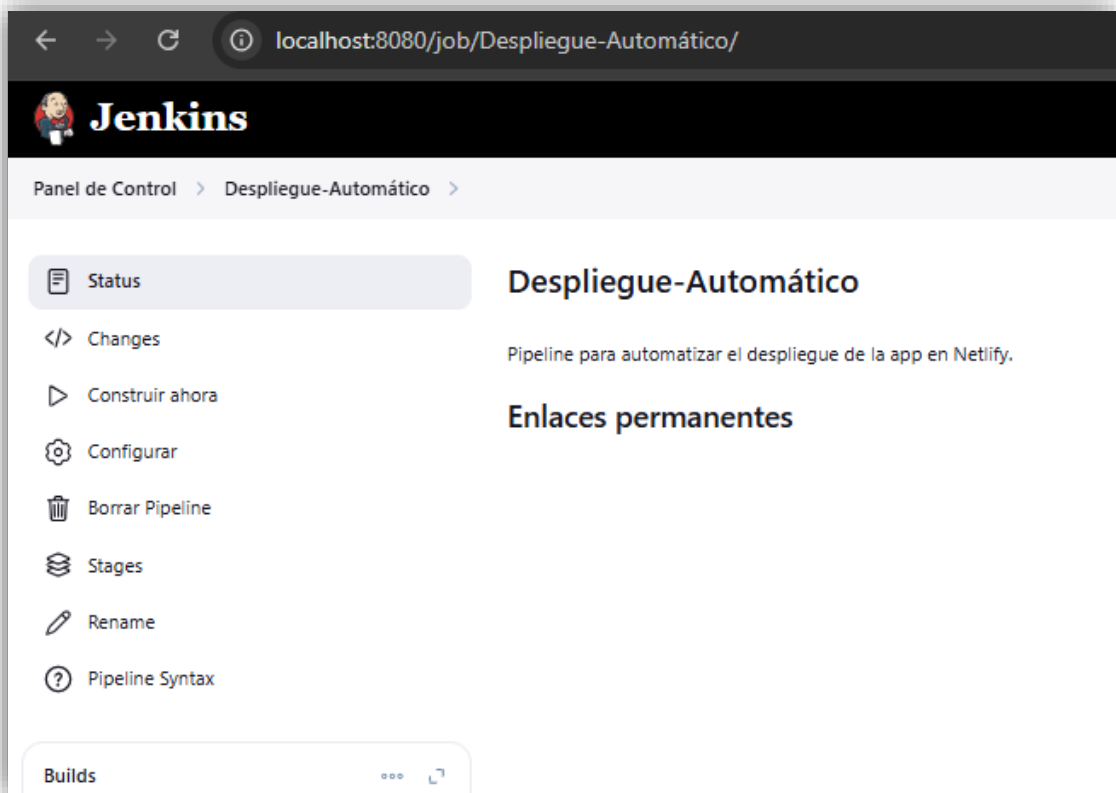 localhost:8080/job/Despliegue-Automático/
Jenkins
Panel de Control > Despliegue-Automático >
Status
Changes
Construir ahora
Configurar
Borrar Pipeline
Stages
Rename
Pipeline Syntax
Builds
Despliegue-Automático
Pipeline para automatizar el despliegue de la app en Netlify.
Enlaces permanentes